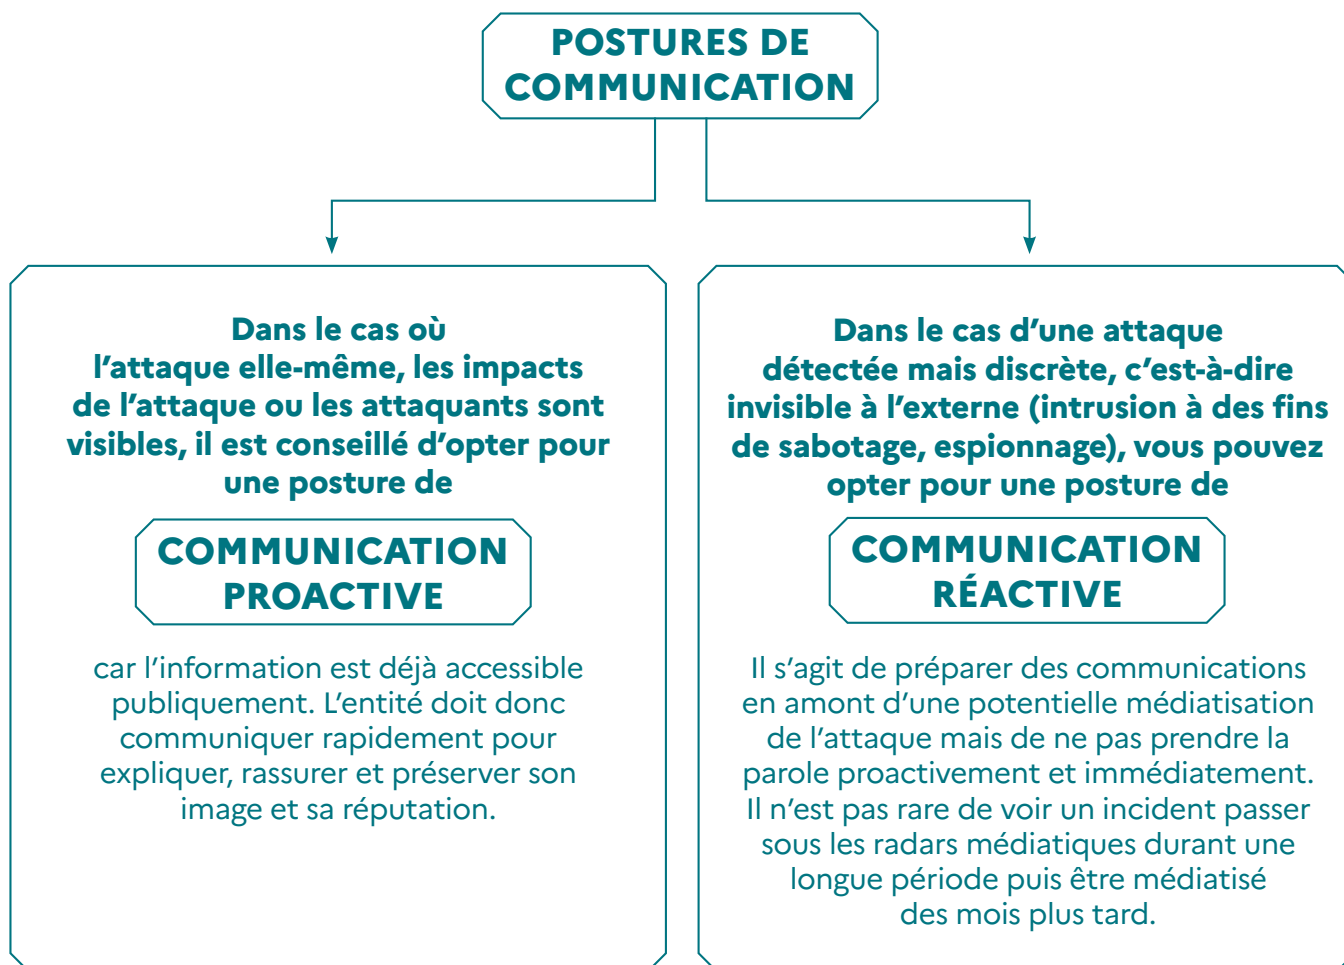 POSTURES DE
COMMUNICATION
Dans le cas où
l’attaque elle-même, les impacts
de l’attaque ou les attaquants sont
visibles, il est conseillé d’opter pour
une posture de
COMMUNICATION
PROACTIVE
car l’information est déjà accessible
publiquement. L’entité doit donc
communiquer rapidement pour
expliquer, rassurer et préserver son
image et sa réputation.
Dans le cas d’une attaque
détectée mais discrète, c’est-à-dire
invisible à l’externe (intrusion à des fins
de sabotage, espionnage), vous pouvez
opter pour une posture de
COMMUNICATION
RÉACTIVE
Il s’agit de préparer des communications
en amont d’une potentielle médiatisation
de l’attaque mais de ne pas prendre la
parole proactivement et immédiatement.
Il n’est pas rare de voir un incident passer
sous les radars médiatiques durant une
longue période puis être médiatisé
des mois plus tard.